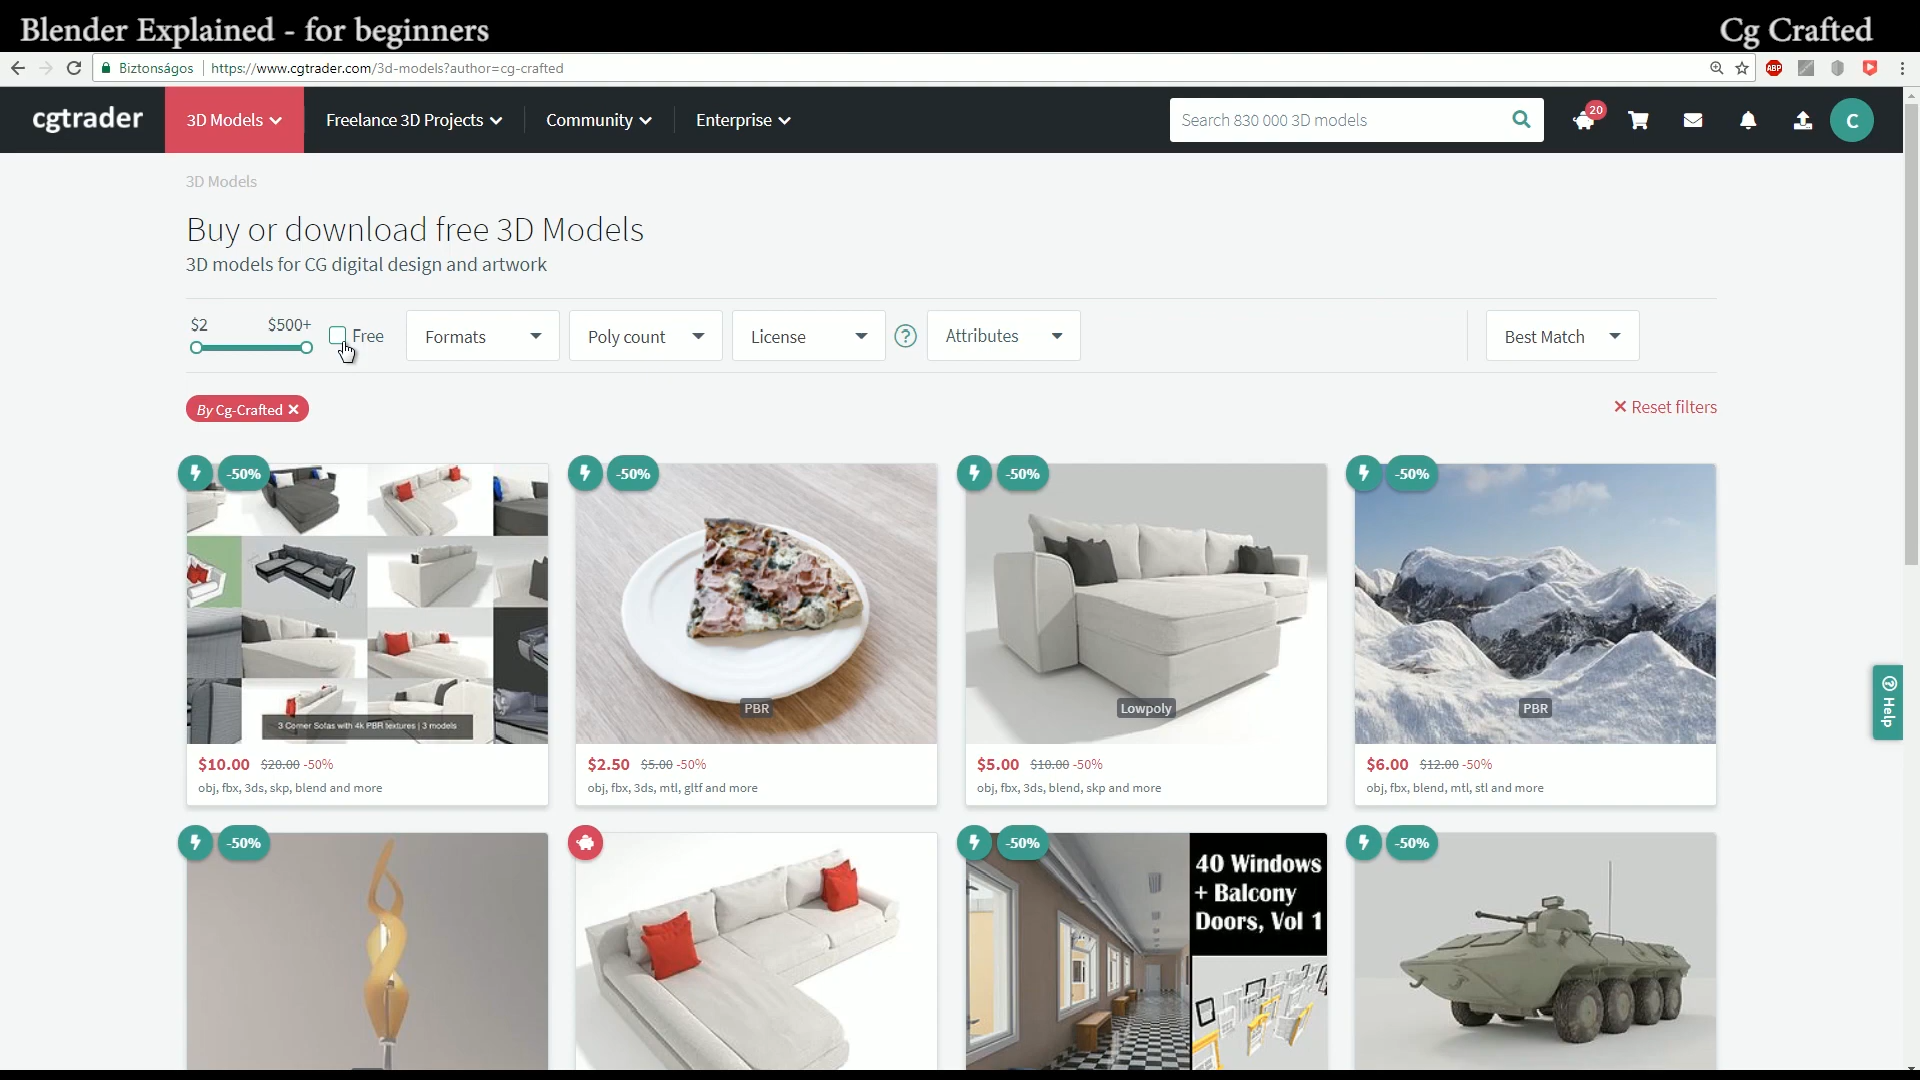 Blender Explained - for beginners
Cg Crafted
Biztonságos https://www.cgtrader.com/3d-models?author=cg-crafted
ABP
cgtrader
3D Models
Freelance 3D Projects
Community
Enterprise
Search 830 000 3D models
20
C
3D Models
Buy or download free 3D Models
3D models for CG digital design and artwork
$2 $500+
Free
Formats
Poly count
License
?
Attributes
Best Match
By Cg-Crafted ×
× Reset filters
-50%
-50%
-50%
-50%
3 Corner Sofas with 4k PBR textures | 3 models
PBR
Lowpoly
PBR
? Help
$10.00 $20.00 -50%
obj, fbx, 3ds, skp, blend and more
$2.50 $5.00 -50%
obj, fbx, 3ds, mtl, gltf and more
$5.00 $10.00 -50%
obj, fbx, 3ds, blend, skp and more
$6.00 $12.00 -50%
obj, fbx, blend, mtl, stl and more
-50%
-50%
-50%
40 Windows
+ Balcony
Doors, Vol 1